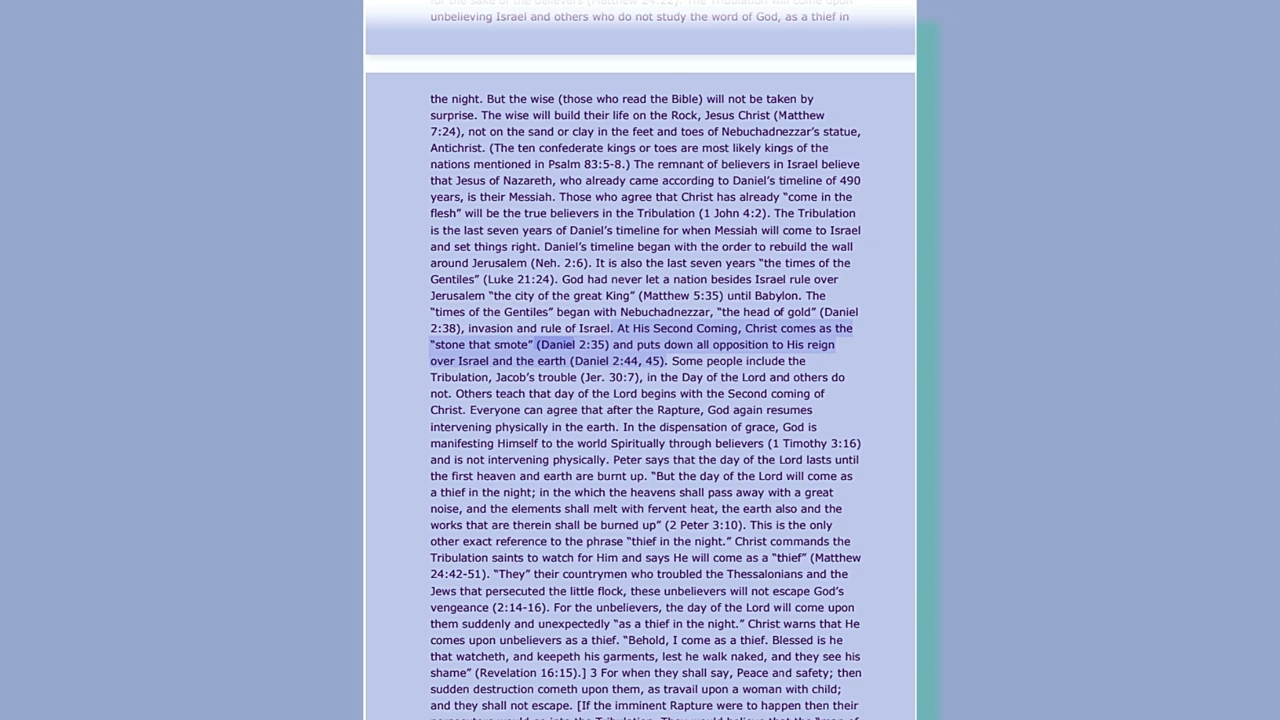 for the sake of the believers (Matthew 24:22). The Tribulation will come upon
unbelieving Israel and others who do not study the word of God, as a thief in
the night. But the wise (those who read the Bible) will not be taken by
surprise. The wise will build their life on the Rock, Jesus Christ (Matthew
7:24), not on the sand or clay in the feet and toes of Nebuchadnezzar’s statue,
Antichrist. (The ten confederate kings or toes are most likely kings of the
nations mentioned in Psalm 83:5-8.) The remnant of believers in Israel believe
that Jesus of Nazareth, who already came according to Daniel’s timeline of 490
years, is their Messiah. Those who agree that Christ has already “come in the
flesh” will be the true believers in the Tribulation (1 John 4:2). The Tribulation
is the last seven years of Daniel’s timeline for when Messiah will come to Israel
and set things right. Daniel’s timeline began with the order to rebuild the wall
around Jerusalem (Neh. 2:6). It is also the last seven years “the times of the
Gentiles” (Luke 21:24). God had never let a nation besides Israel rule over
Jerusalem “the city of the great King” (Matthew 5:35) until Babylon. The
“times of the Gentiles” began with Nebuchadnezzar, “the head of gold” (Daniel
2:38), invasion and rule of Israel. At His Second Coming, Christ comes as the
“stone that smote” (Daniel 2:35) and puts down all opposition to His reign
over Israel and the earth (Daniel 2:44, 45). Some people include the
Tribulation, Jacob’s trouble (Jer. 30:7), in the Day of the Lord and others do
not. Others teach that day of the Lord begins with the Second coming of
Christ. Everyone can agree that after the Rapture, God again resumes
intervening physically in the earth. In the dispensation of grace, God is
manifesting Himself to the world Spiritually through believers (1 Timothy 3:16)
and is not intervening physically. Peter says that the day of the Lord lasts until
the first heaven and earth are burnt up. “But the day of the Lord will come as
a thief in the night; in the which the heavens shall pass away with a great
noise, and the elements shall melt with fervent heat, the earth also and the
works that are therein shall be burned up” (2 Peter 3:10). This is the only
other exact reference to the phrase “thief in the night.” Christ commands the
Tribulation saints to watch for Him and says He will come as a “thief” (Matthew
24:42-51). “They” their countrymen who troubled the Thessalonians and the
Jews that persecuted the little flock, these unbelievers will not escape God’s
vengeance (2:14-16). For the unbelievers, the day of the Lord will come upon
them suddenly and unexpectedly “as a thief in the night.” Christ warns that He
comes upon unbelievers as a thief. “Behold, I come as a thief. Blessed is he
that watcheth, and keepeth his garments, lest he walk naked, and they see his
shame” (Revelation 16:15).] 3 For when they shall say, Peace and safety; then
sudden destruction cometh upon them, as travail upon a woman with child;
and they shall not escape. [If the imminent Rapture were to happen then their